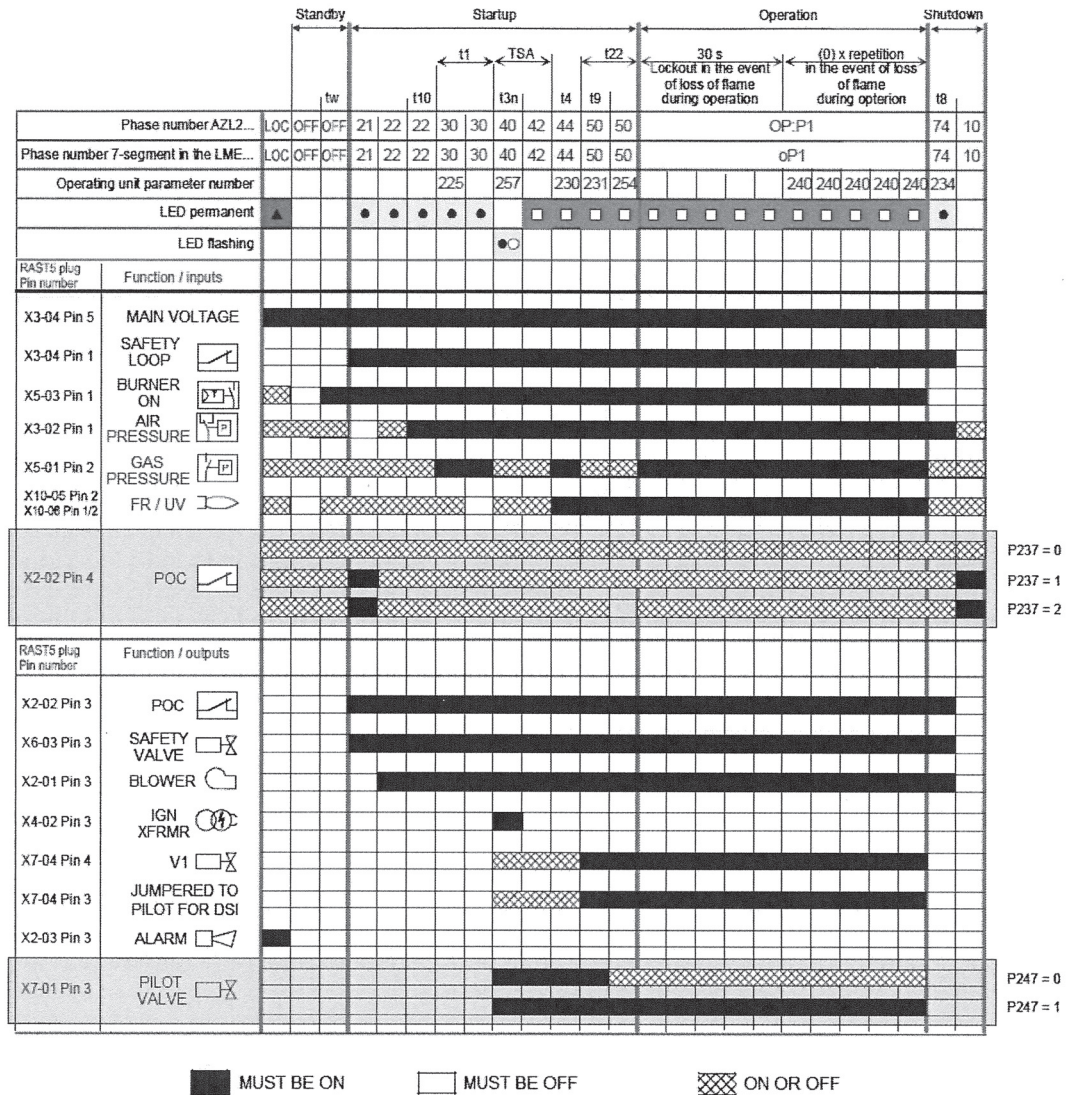 Standby Startup Operation Shutdown
t1 TSA t22 30 s (0) x repetition
Lockout in the event in the event of loss
of loss of flame of flame
during operation during opterion
tw t10 t3n t4 t9 t8
Phase number AZL2... LOC OFF OFF 21 22 22 30 30 40 42 44 50 50 OP:P1 74 10
Phase number 7-segment in the LME... LOC OFF OFF 21 22 22 30 30 40 42 44 50 50 oP1 74 10
Operating unit parameter number 225 257 230 231 254 240 240 240 240 240 234
LED permanent
LED flashing
RAST5 plug
Pin number Function / inputs
X3-04 Pin 5 MAIN VOLTAGE
X3-04 Pin 1 SAFETY
LOOP
X5-03 Pin 1 BURNER
ON
X3-02 Pin 1 AIR
PRESSURE P
X5-01 Pin 2 GAS
PRESSURE P
X10-05 Pin 2
X10-06 Pin 1/2 FR / UV
P237 = 0
X2-02 Pin 4 POC P237 = 1
P237 = 2
RAST5 plug
Pin number Function / outputs
X2-02 Pin 3 POC
X6-03 Pin 3 SAFETY
VALVE
X2-01 Pin 3 BLOWER
X4-02 Pin 3 IGN
XFRMR
X7-04 Pin 4 V1
X7-04 Pin 3 JUMPERED TO
PILOT FOR DSI
X2-03 Pin 3 ALARM
X7-01 Pin 3 PILOT
VALVE P247 = 0
P247 = 1
MUST BE ON MUST BE OFF ON OR OFF